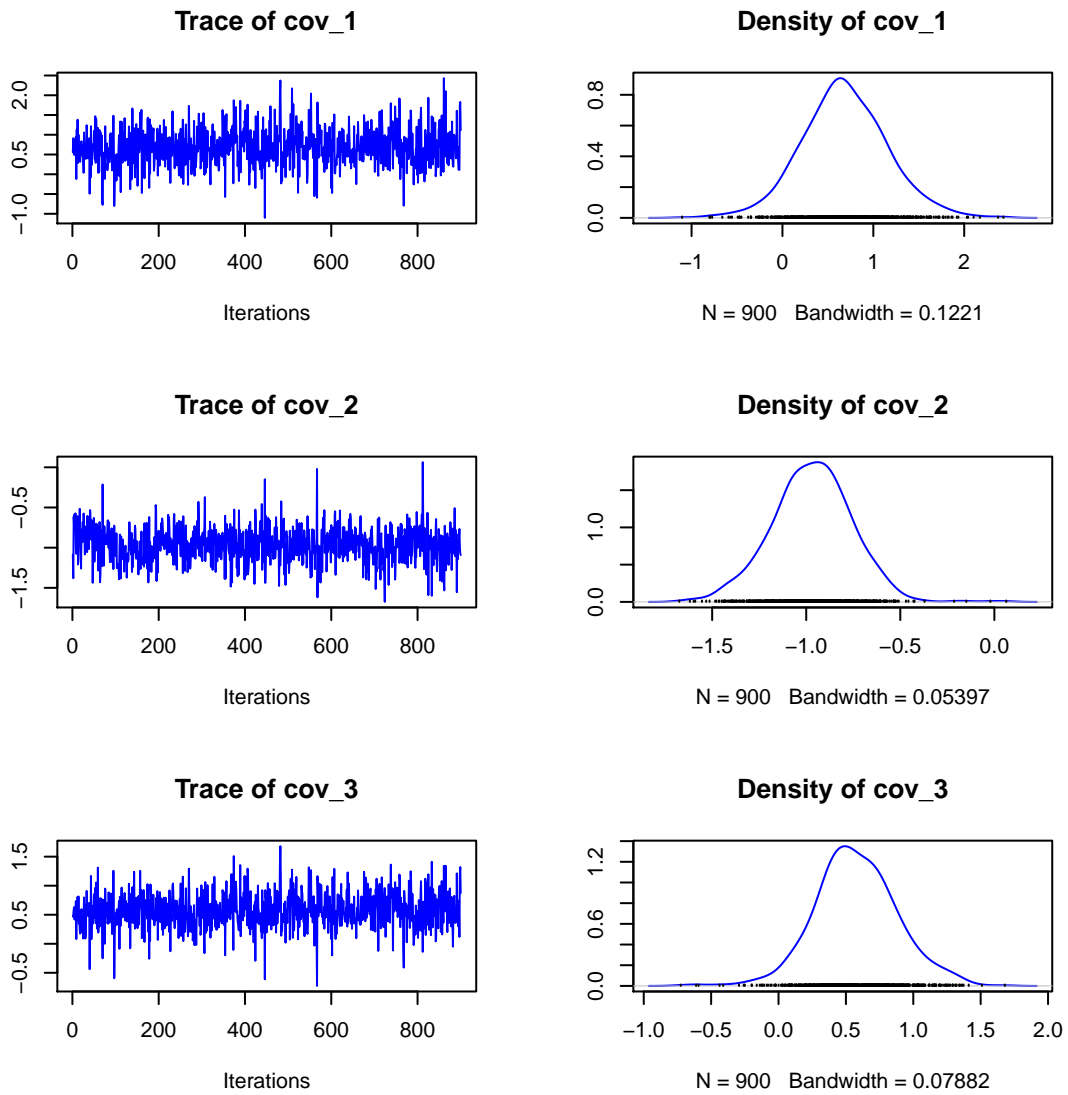 Trace of cov_1
−1.0 0.5 2.0
0 200 400 600 800
Iterations
Density of cov_1
0.0 0.4 0.8
−1 0 1 2
N = 900 Bandwidth = 0.1221
Trace of cov_2
−1.5 −0.5
0 200 400 600 800
Iterations
Density of cov_2
0.0 1.0
−1.5 −1.0 −0.5 0.0
N = 900 Bandwidth = 0.05397
Trace of cov_3
−0.5 0.5 1.5
0 200 400 600 800
Iterations
Density of cov_3
0.0 0.6 1.2
−1.0 −0.5 0.0 0.5 1.0 1.5 2.0
N = 900 Bandwidth = 0.07882